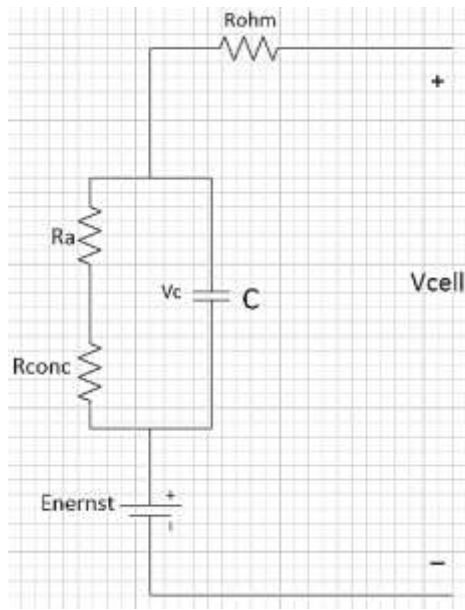 Rohm
+
Ra
Vc
C
Vcell
Rconc
Enernst
+
−